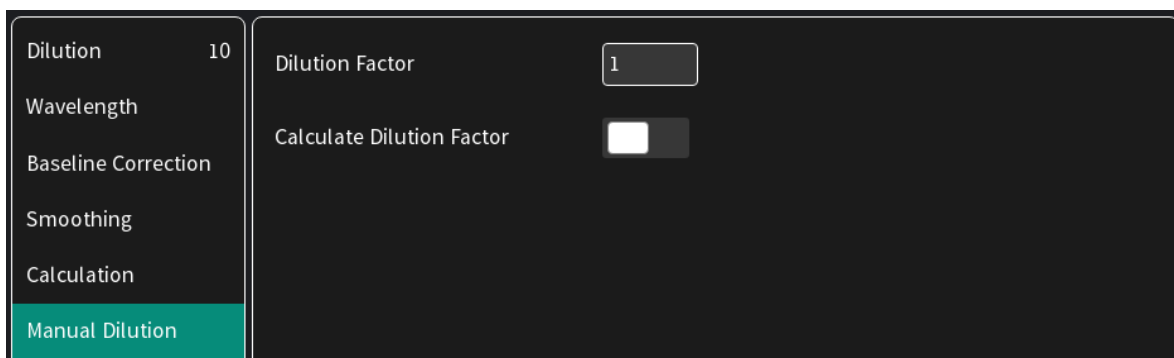 Dilution 10
Wavelength
Baseline Correction
Smoothing
Calculation
Manual Dilution
Dilution Factor 1
Calculate Dilution Factor